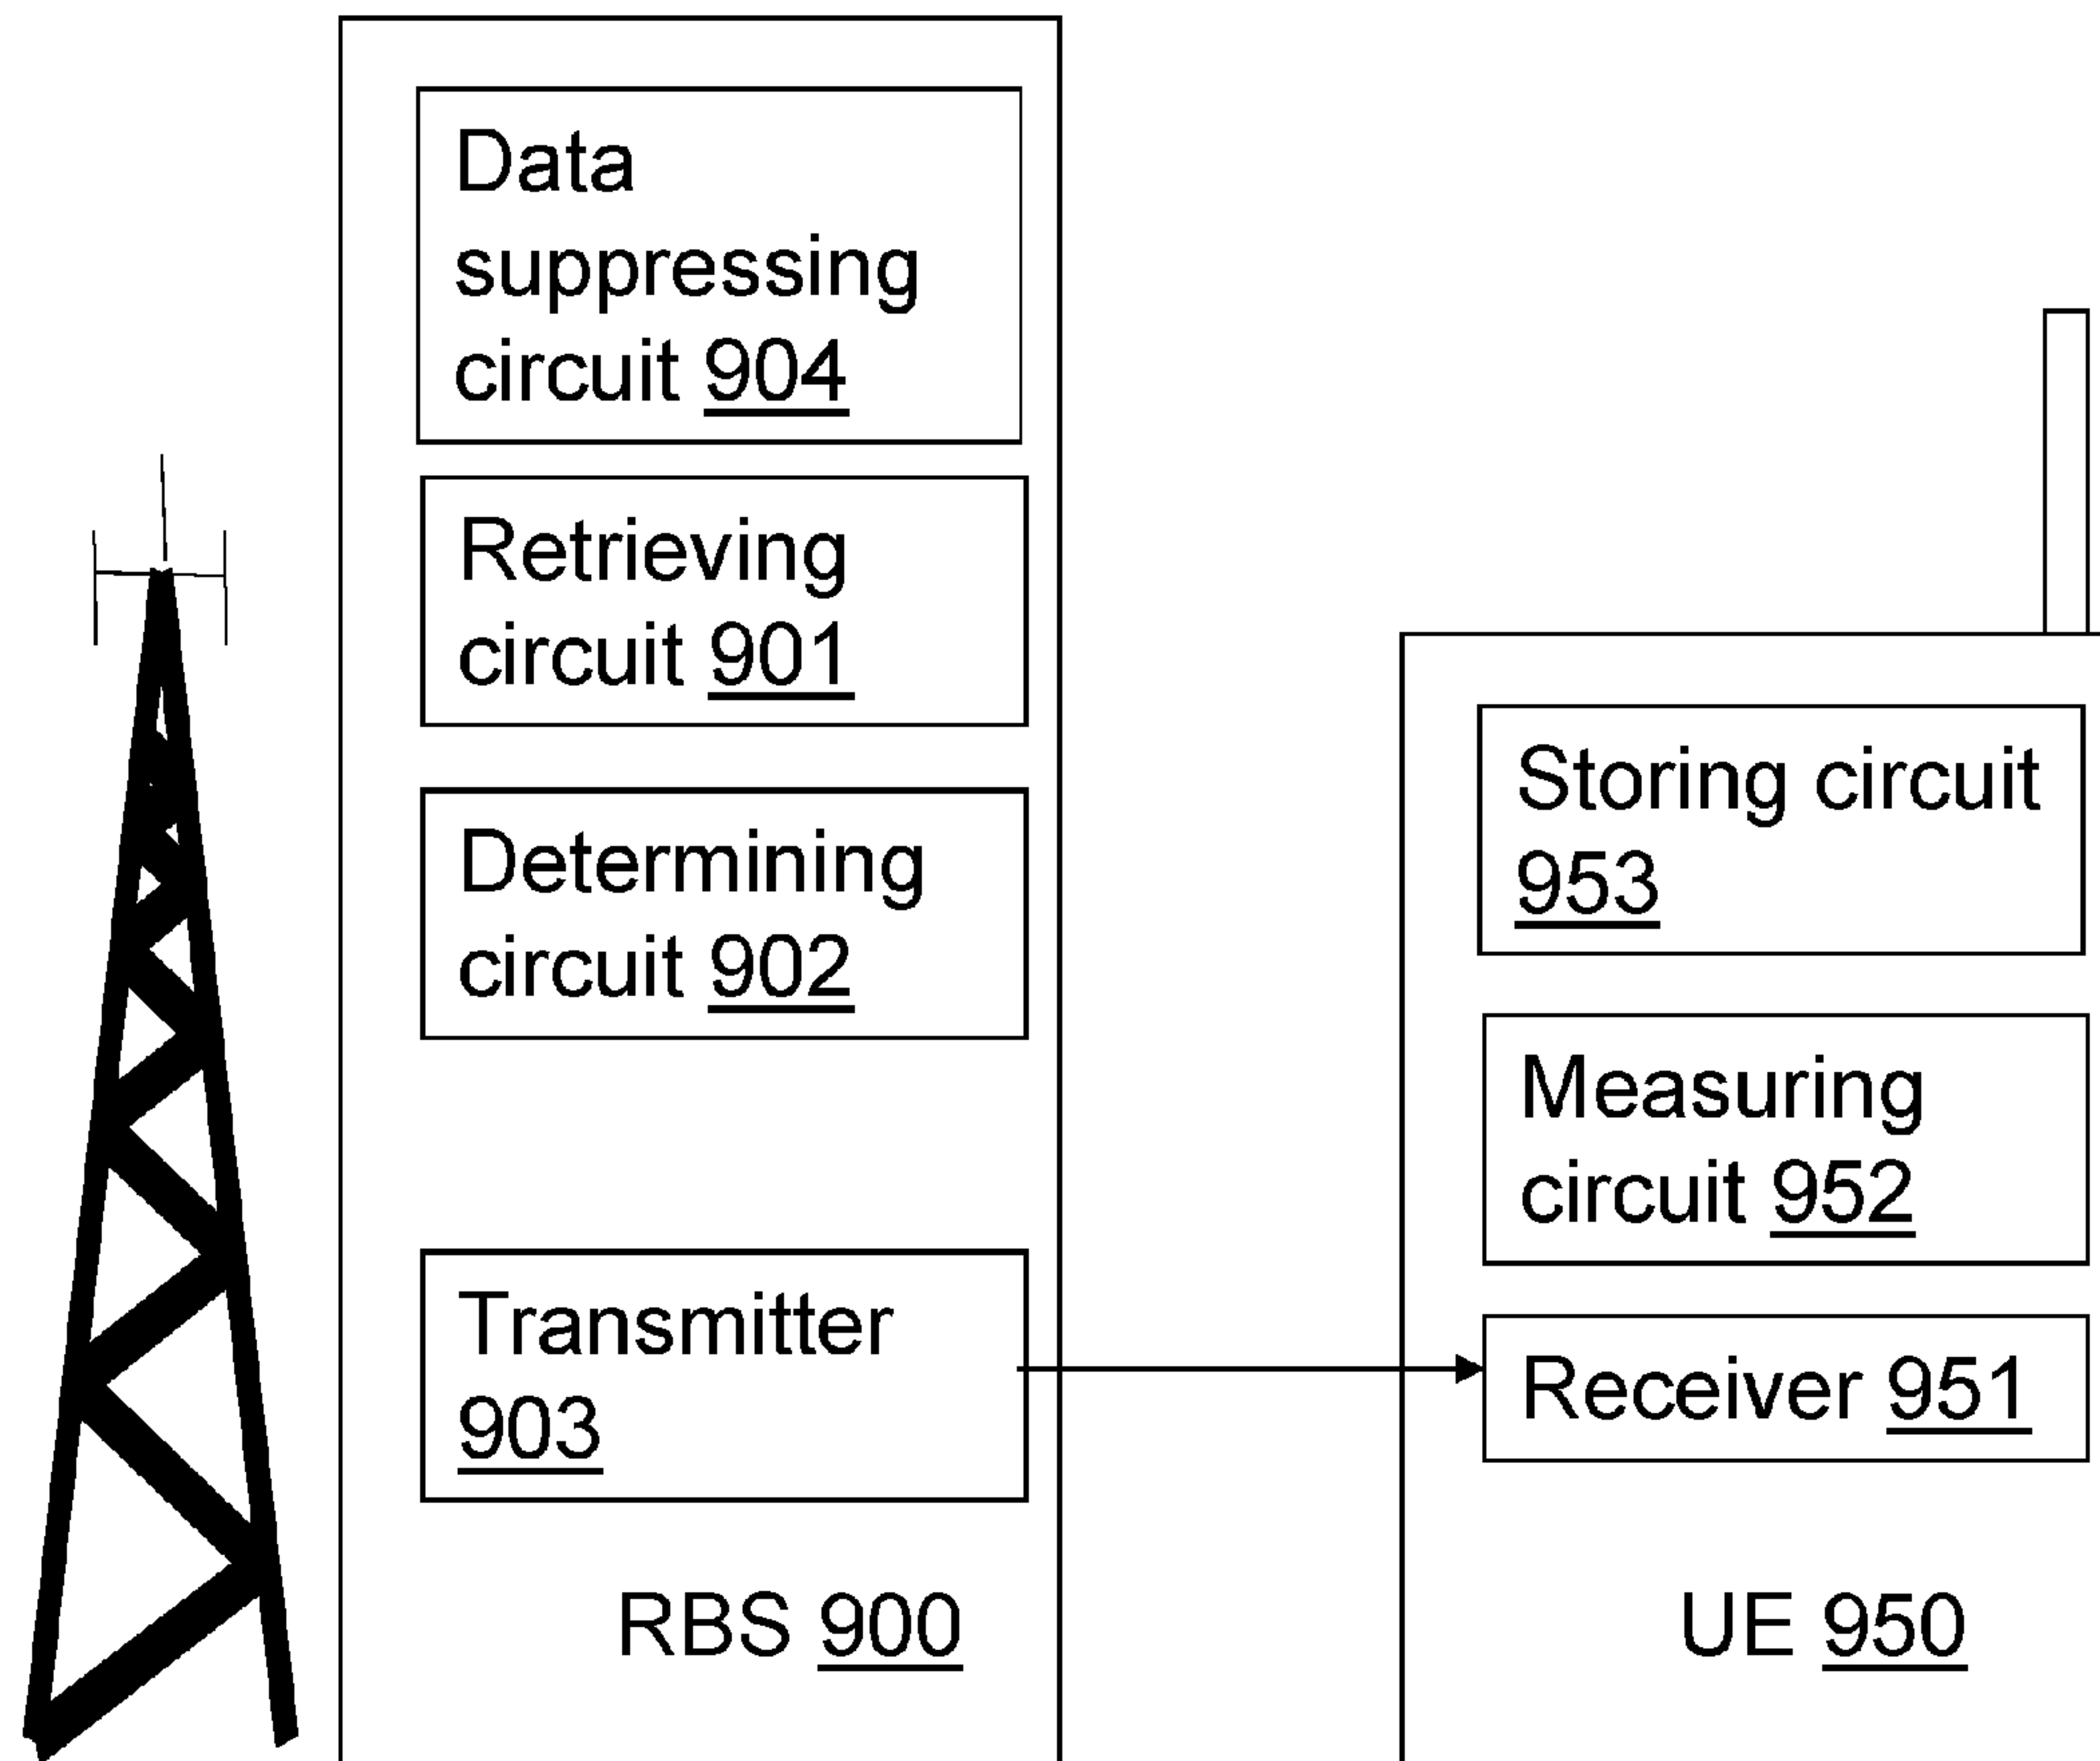 Data
suppressing
circuit 904
Retrieving
circuit 901
Determining
circuit 902
Transmitter
903
RBS 900
Storing circuit
953
Measuring
circuit 952
Receiver 951
UE 950